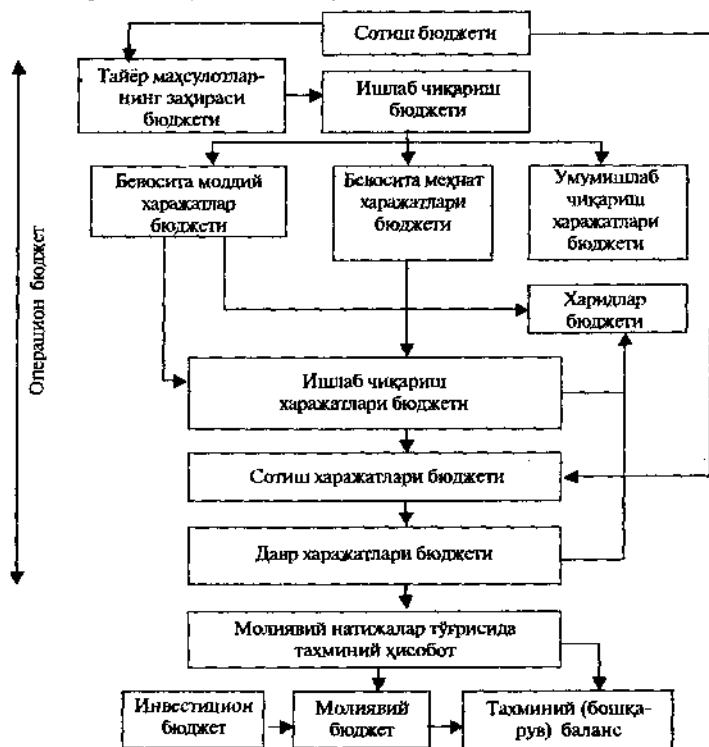 Сотиш бюджети
Тайёр маҳсулотлар-
нинг заҳираси
бюджети
Ишлаб чиқариш
бюджети
Бевосита моддий
харажатлар
бюджети
Бевосита меҳнат
харажатлари
бюджети
Умумишлаб
чиқариш
харажатлари
бюджети
Операцион бюджет
Харидлар
бюджети
Ишлаб чиқариш
харажатлари бюджети
Сотиш харажатлари бюджети
Давр харажатлари бюджети
Молиявий натижалар тўғрисида
тахминий ҳисобот
Инвестицион
бюджет
Молиявий
бюджет
Тахминий (бошқа-
рув) баланс